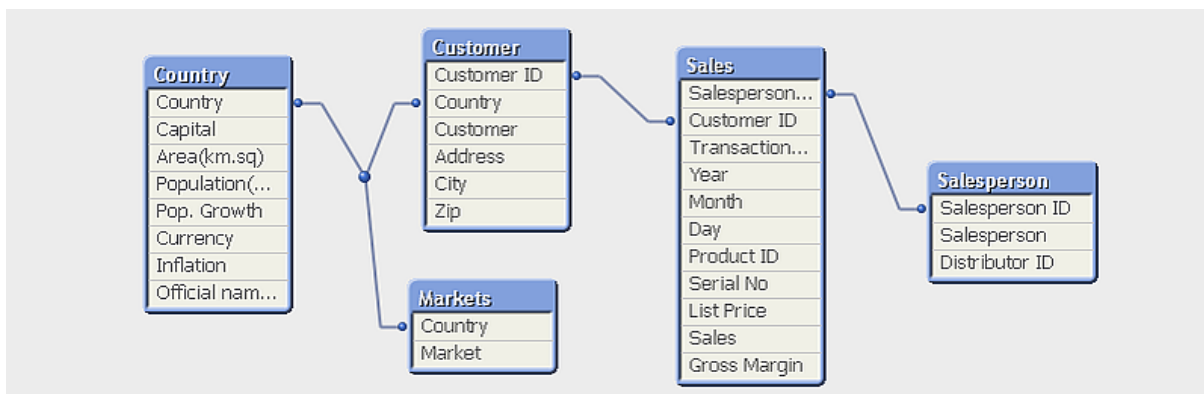 Country
Country
Capital
Area(km.sq)
Population(...
Pop. Growth
Currency
Inflation
Official nam...
Customer
Customer ID
Country
Customer
Address
City
Zip
Markets
Country
Market
Sales
Salesperson...
Customer ID
Transaction...
Year
Month
Day
Product ID
Serial No
List Price
Sales
Gross Margin
Salesperson
Salesperson ID
Salesperson
Distributor ID